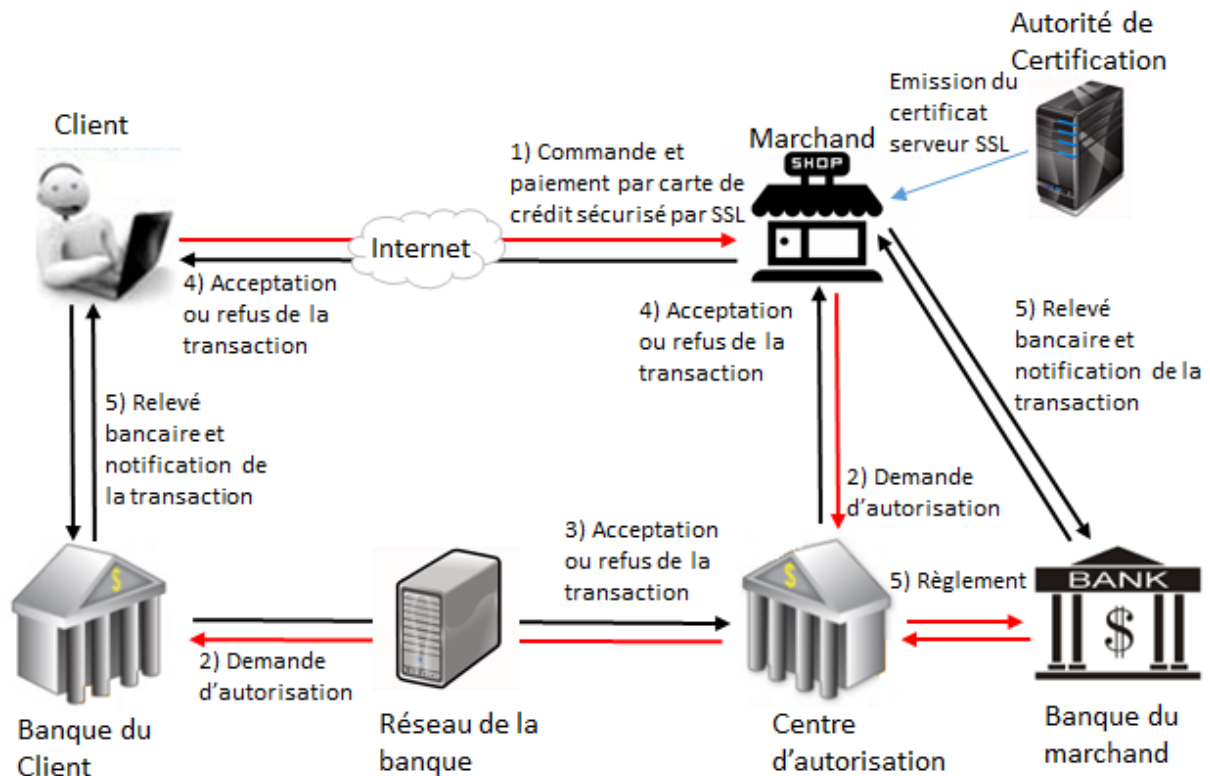 Autorité de
Certification
Emission du
certificat
serveur SSL
Client
Marchand
SHOP
1) Commande et
paiement par carte de
crédit sécurisé par SSL
Internet
4) Acceptation
ou refus de la
transaction
4) Acceptation
ou refus de la
transaction
5) Relevé
bancaire et
notification de la
transaction
5) Relevé
bancaire et
notification de
la transaction
2) Demande
d'autorisation
3) Acceptation
ou refus de la
transaction
5) Règlement
BANK
$
$
$
2) Demande
d'autorisation
Banque du
Client
Réseau de la
banque
Centre
d'autorisation
Banque du
marchand